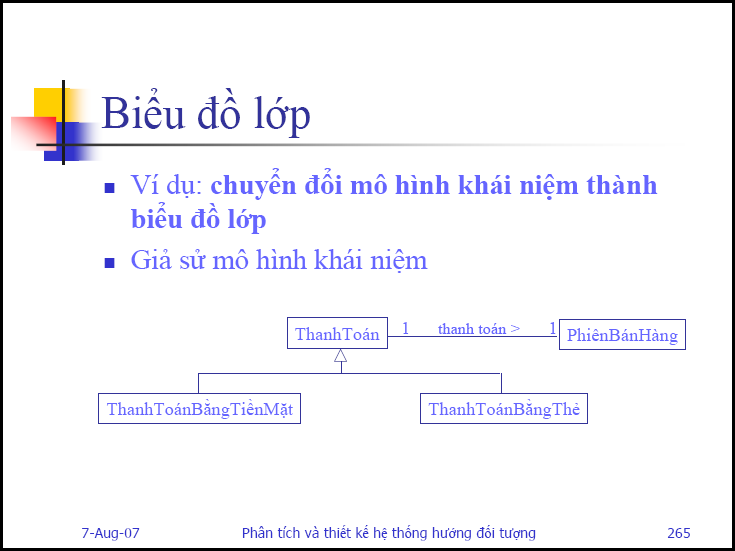 Biểu đồ lớp
Ví dụ: chuyển đổi mô hình khái niệm thành
biểu đồ lớp
Giả sử mô hình khái niệm
ThanhToán 1 thanh toán > 1 PhiênBánHàng
ThanhToánBằngTiềnMặt ThanhToánBằngThẻ
7-Aug-07 Phân tích và thiết kế hệ thống hướng đối tượng 265